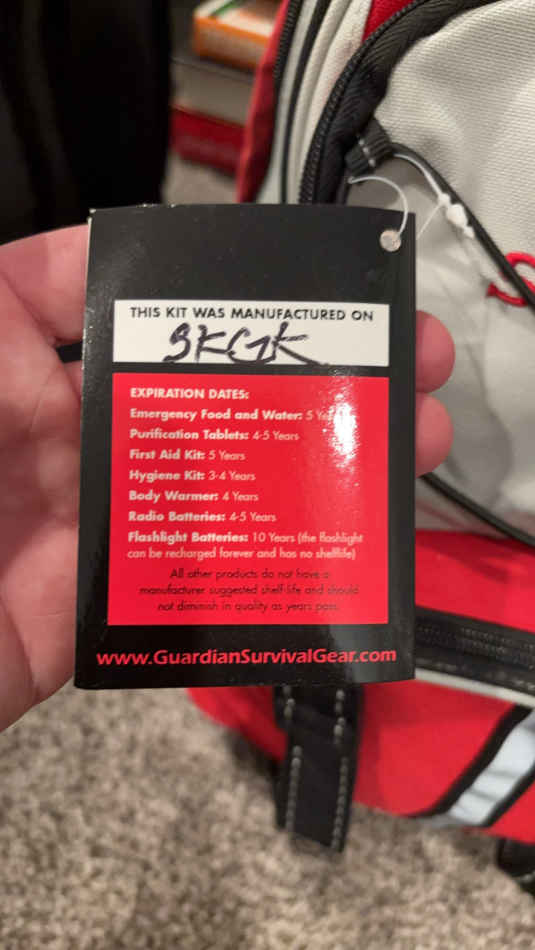 THIS KIT WAS MANUFACTURED ON
SKGK
EXPIRATION DATES:
Emergency Food and Water: 5 Years
Purification Tablets: 4-5 Years
First Aid Kit: 5 Years
Hygiene Kit: 3-4 Years
Body Warmer: 4 Years
Radio Batteries: 4-5 Years
Flashlight Batteries: 10 Years (the flashlight
can be recharged forever and has no shelflife)
All other products do not have a
manufacturer suggested shelf-life and should
not diminish in quality as years pass.
www.GuardianSurvivalGear.com